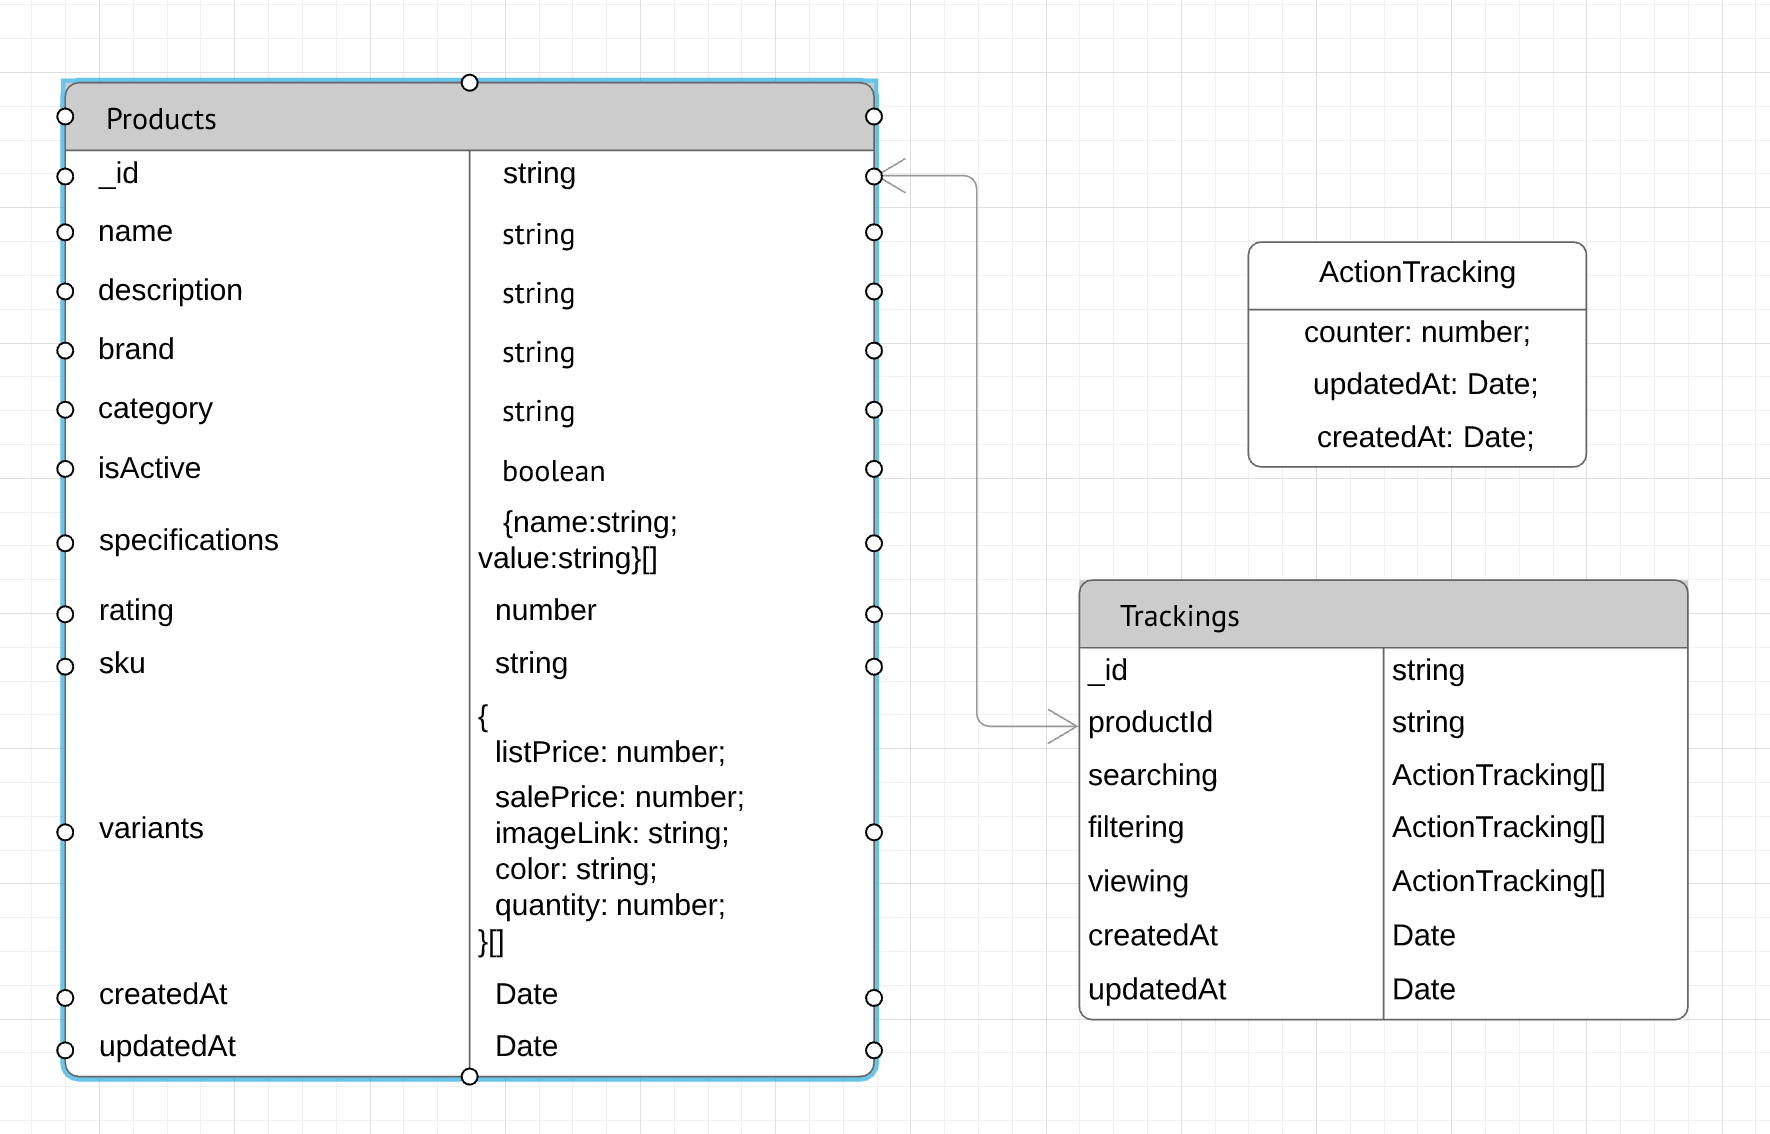 Products
_id string
name string
description string
brand string
category string
isActive boolean
specifications {name:string;
value:string}[]
rating number
sku string
variants {
listPrice: number;
salePrice: number;
imageLink: string;
color: string;
quantity: number;
}[]
createdAt Date
updatedAt Date
ActionTracking
counter: number;
updatedAt: Date;
createdAt: Date;
Trackings
_id string
productId string
searching ActionTracking[]
filtering ActionTracking[]
viewing ActionTracking[]
createdAt Date
updatedAt Date